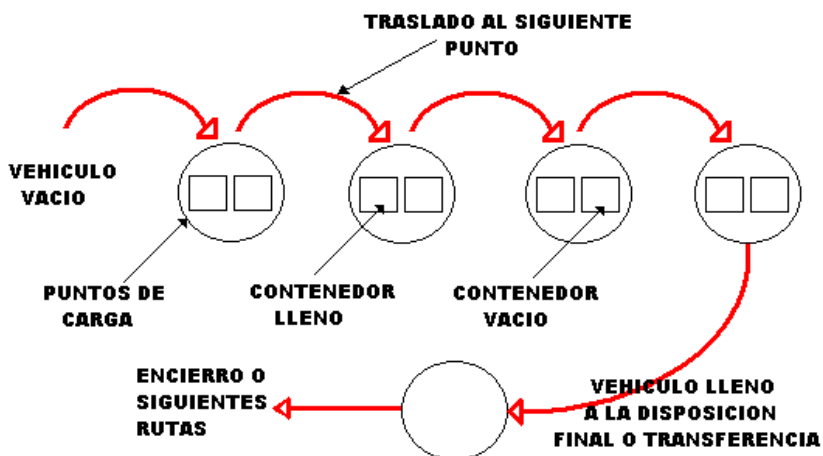 TRASLADO AL SIGUIENTE
PUNTO
VEHICULO
VACIO
PUNTOS DE
CARGA
CONTENEDOR
LLENO
CONTENEDOR
VACIO
ENCIERRO O
SIGUIENTES
RUTAS
VEHICULO LLENO
A LA DISPOSICION
FINAL O TRANSFERENCIA